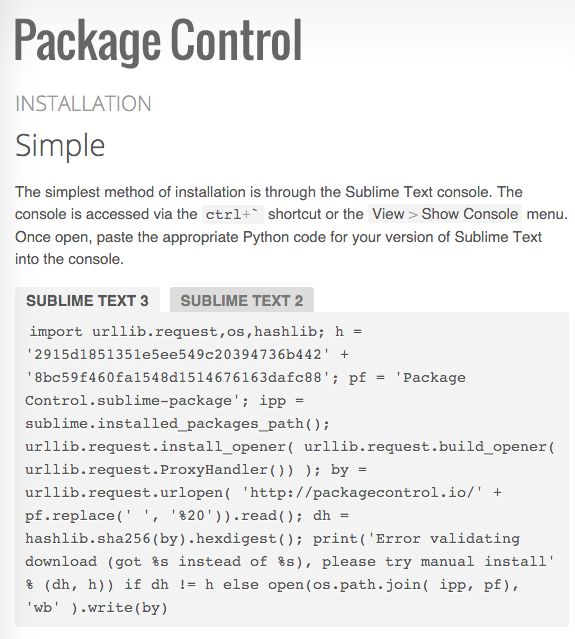 Package Control
INSTALLATION
Simple
The simplest method of installation is through the Sublime Text console. The
console is accessed via the ctrl+` shortcut or the View > Show Console menu.
Once open, paste the appropriate Python code for your version of Sublime Text
into the console.
SUBLIME TEXT 3 SUBLIME TEXT 2
import urllib.request,os,hashlib; h =
'2915d1851351e5ee549c20394736b442' +
'8bc59f460fa1548d1514676163dafc88'; pf = 'Package
Control.sublime-package'; ipp =
sublime.installed_packages_path();
urllib.request.install_opener( urllib.request.build_opener(
urllib.request.ProxyHandler()) ); by =
urllib.request.urlopen( 'http://packagecontrol.io/' +
pf.replace(' ', '%20')).read(); dh =
hashlib.sha256(by).hexdigest(); print('Error validating
download (got %s instead of %s), please try manual install'
% (dh, h)) if dh != h else open(os.path.join( ipp, pf),
'wb' ).write(by)